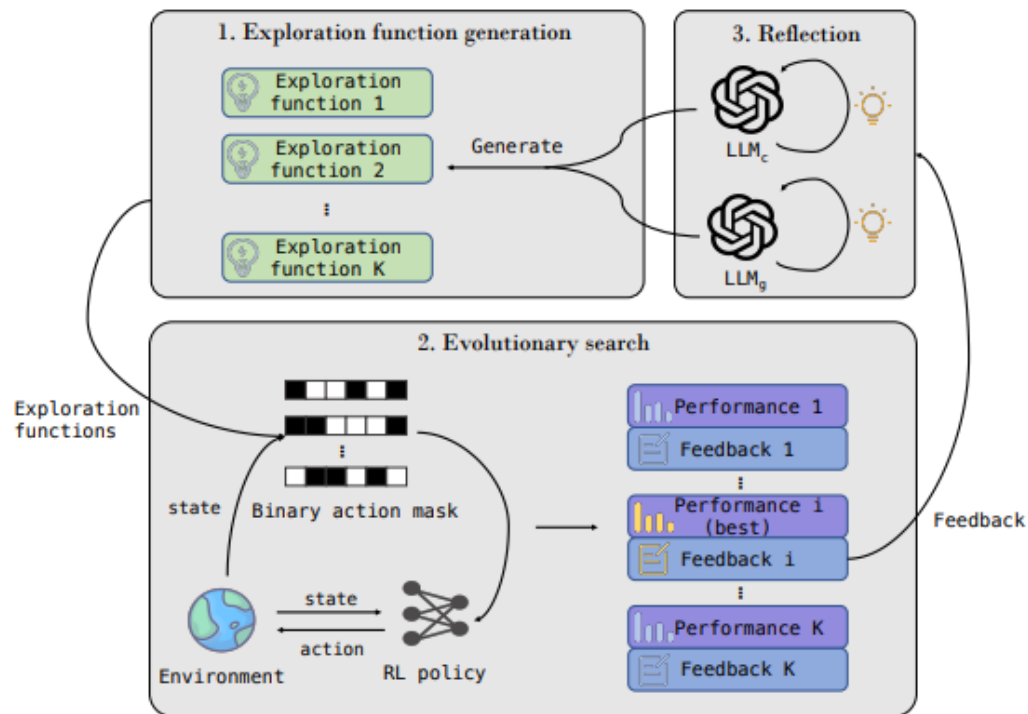 1. Exploration function generation
Exploration
function 1
Exploration
function 2
⋮
Exploration
function K
Generate
3. Reflection
LLMc
LLMg
Exploration
functions
2. Evolutionary search
⋮
Binary action mask
state
state
action
Environment
RL policy
Performance 1
Feedback 1
⋮
Performance i
(best)
Feedback i
⋮
Performance K
Feedback K
Feedback